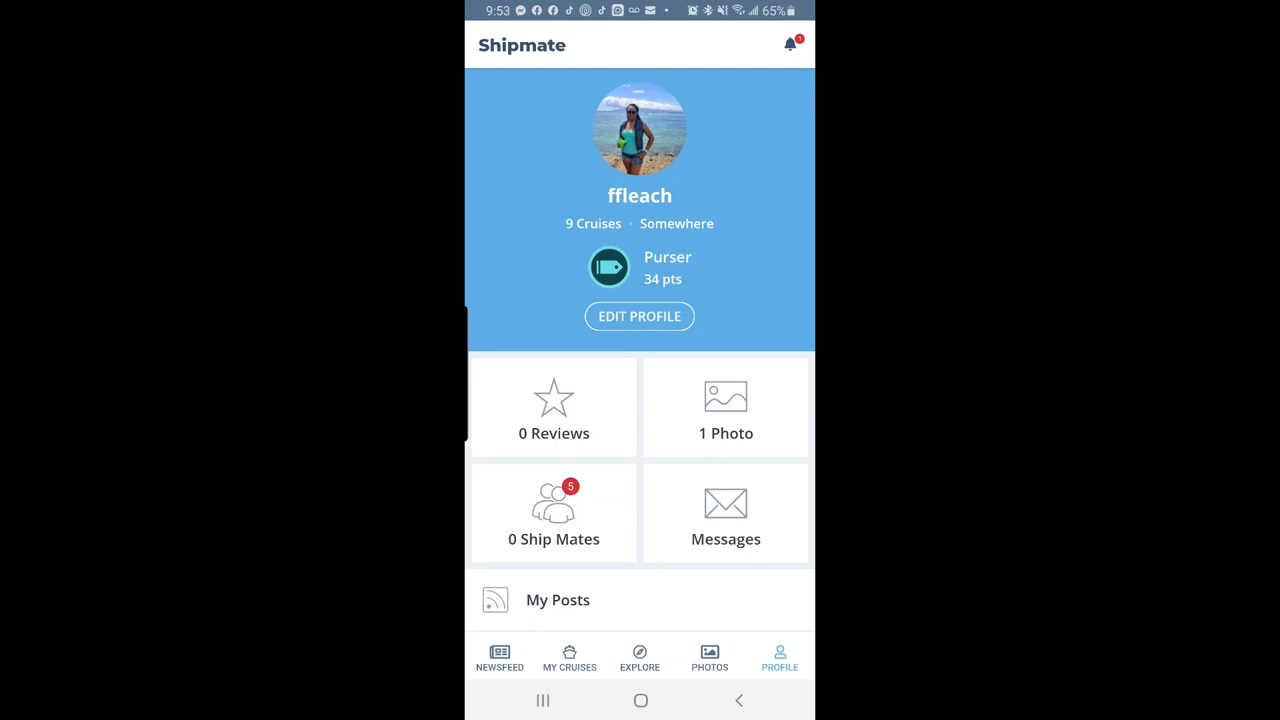 9:53 65%
Shipmate
1
ffleach
9 Cruises • Somewhere
Purser
34 pts
EDIT PROFILE
0 Reviews
1 Photo
5
0 Ship Mates
Messages
My Posts
NEWSFEED MY CRUISES EXPLORE PHOTOS PROFILE